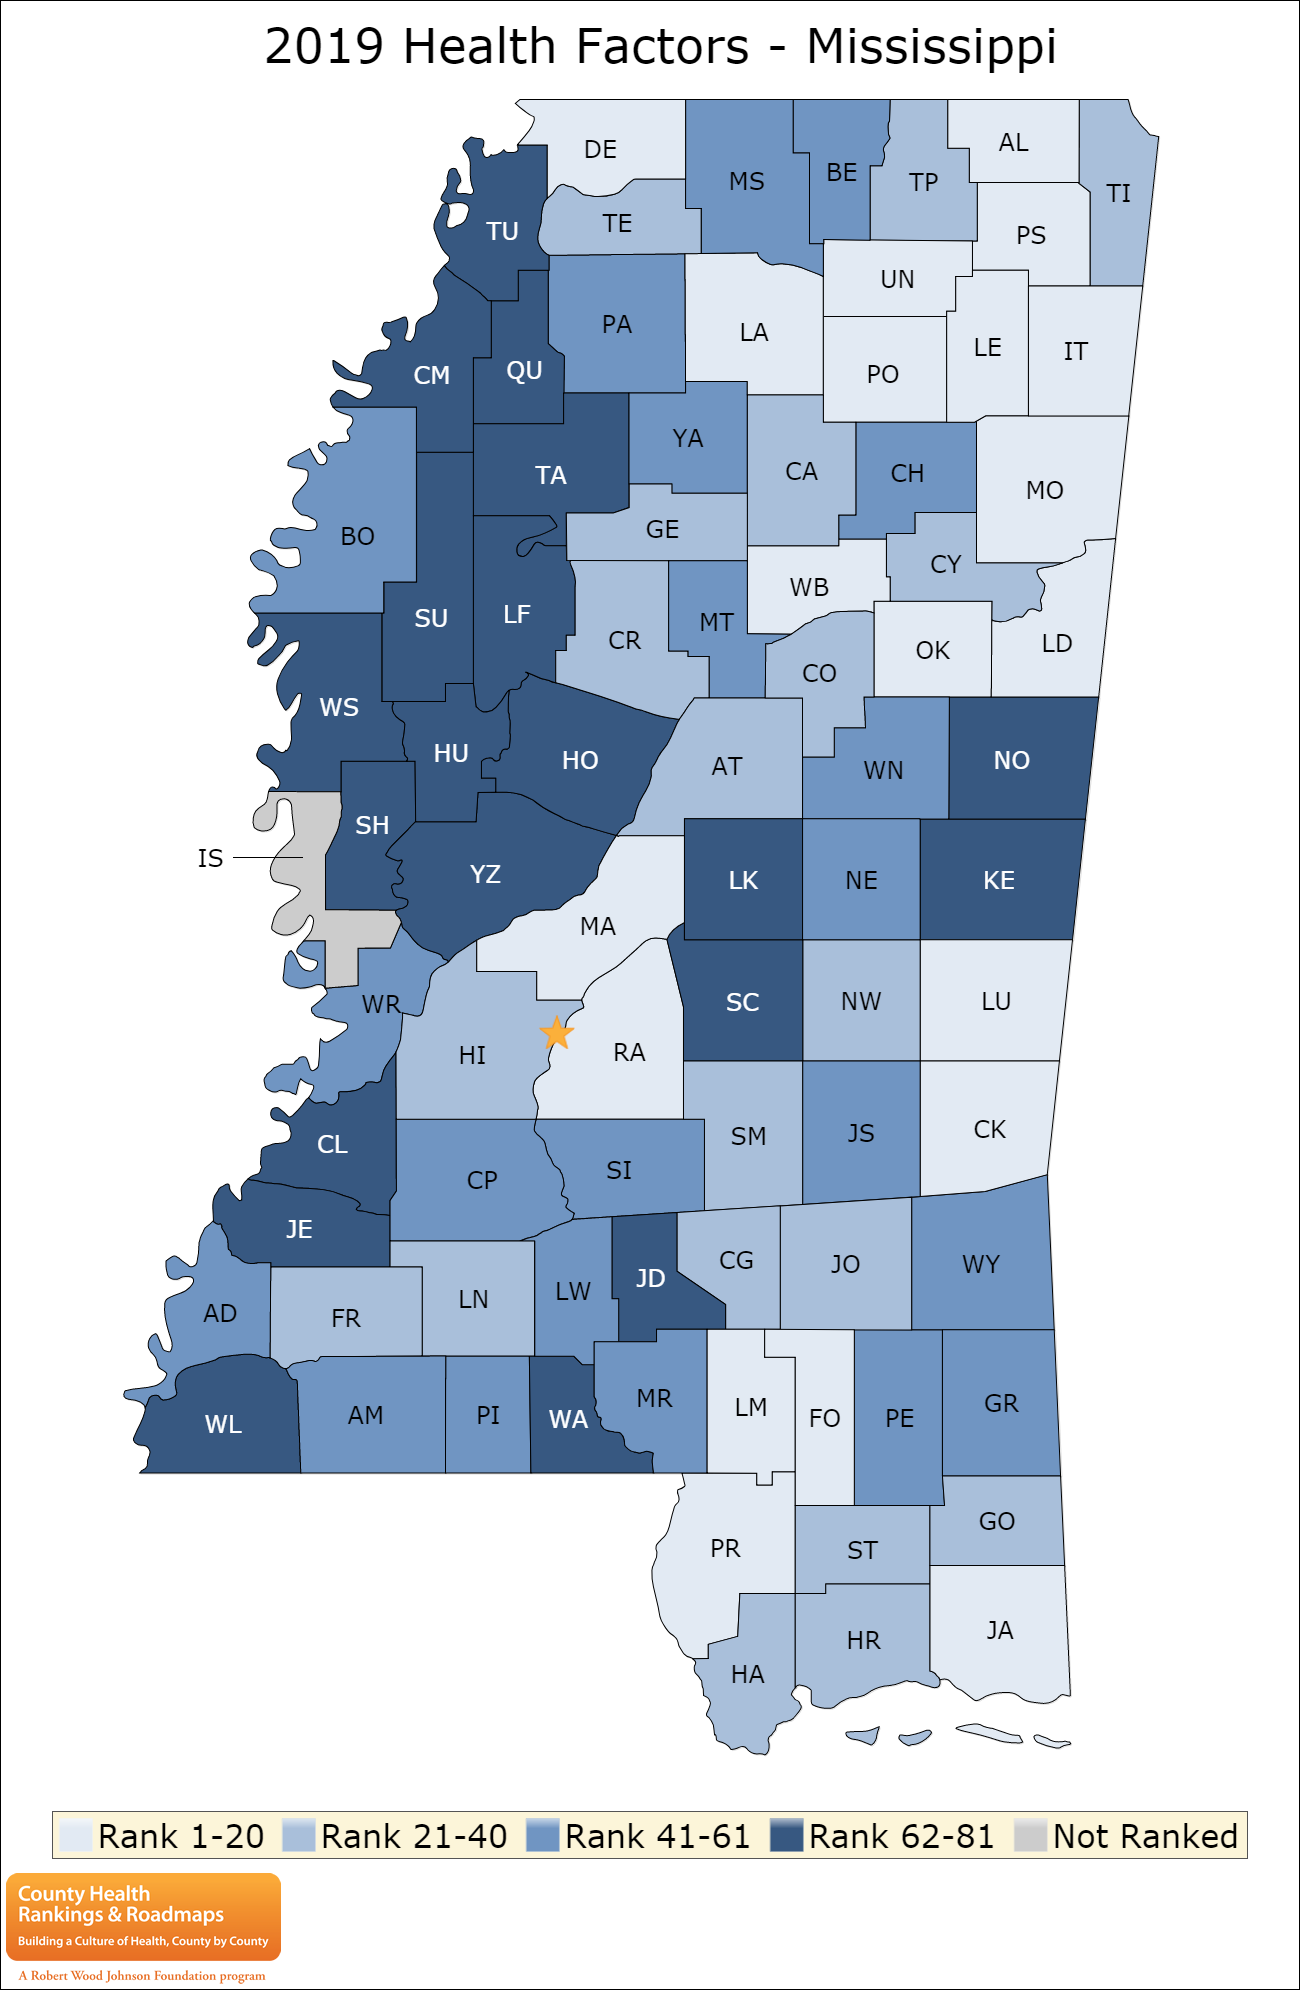 2019 Health Factors - Mississippi
DE
MS
BE
TP
AL
TI
TU
TE
PS
UN
PA
LA
PO
LE
IT
CM
QU
YA
CA
CH
MO
TA
BO
GE
CY
WB
SU
LF
CR
MT
OK
LD
CO
WS
HU
HO
AT
WN
NO
SH
IS
YZ
LK
NE
KE
MA
WR
SC
NW
LU
HI
RA
CL
CP
SI
SM
JS
CK
JE
AD
FR
LN
LW
JD
CG
JO
WY
WL
AM
PI
WA
MR
LM
FO
PE
GR
PR
ST
GO
HA
HR
JA
Rank 1-20 Rank 21-40 Rank 41-61 Rank 62-81 Not Ranked
County Health
Rankings & Roadmaps
Building a Culture of Health, County by County
A Robert Wood Johnson Foundation program